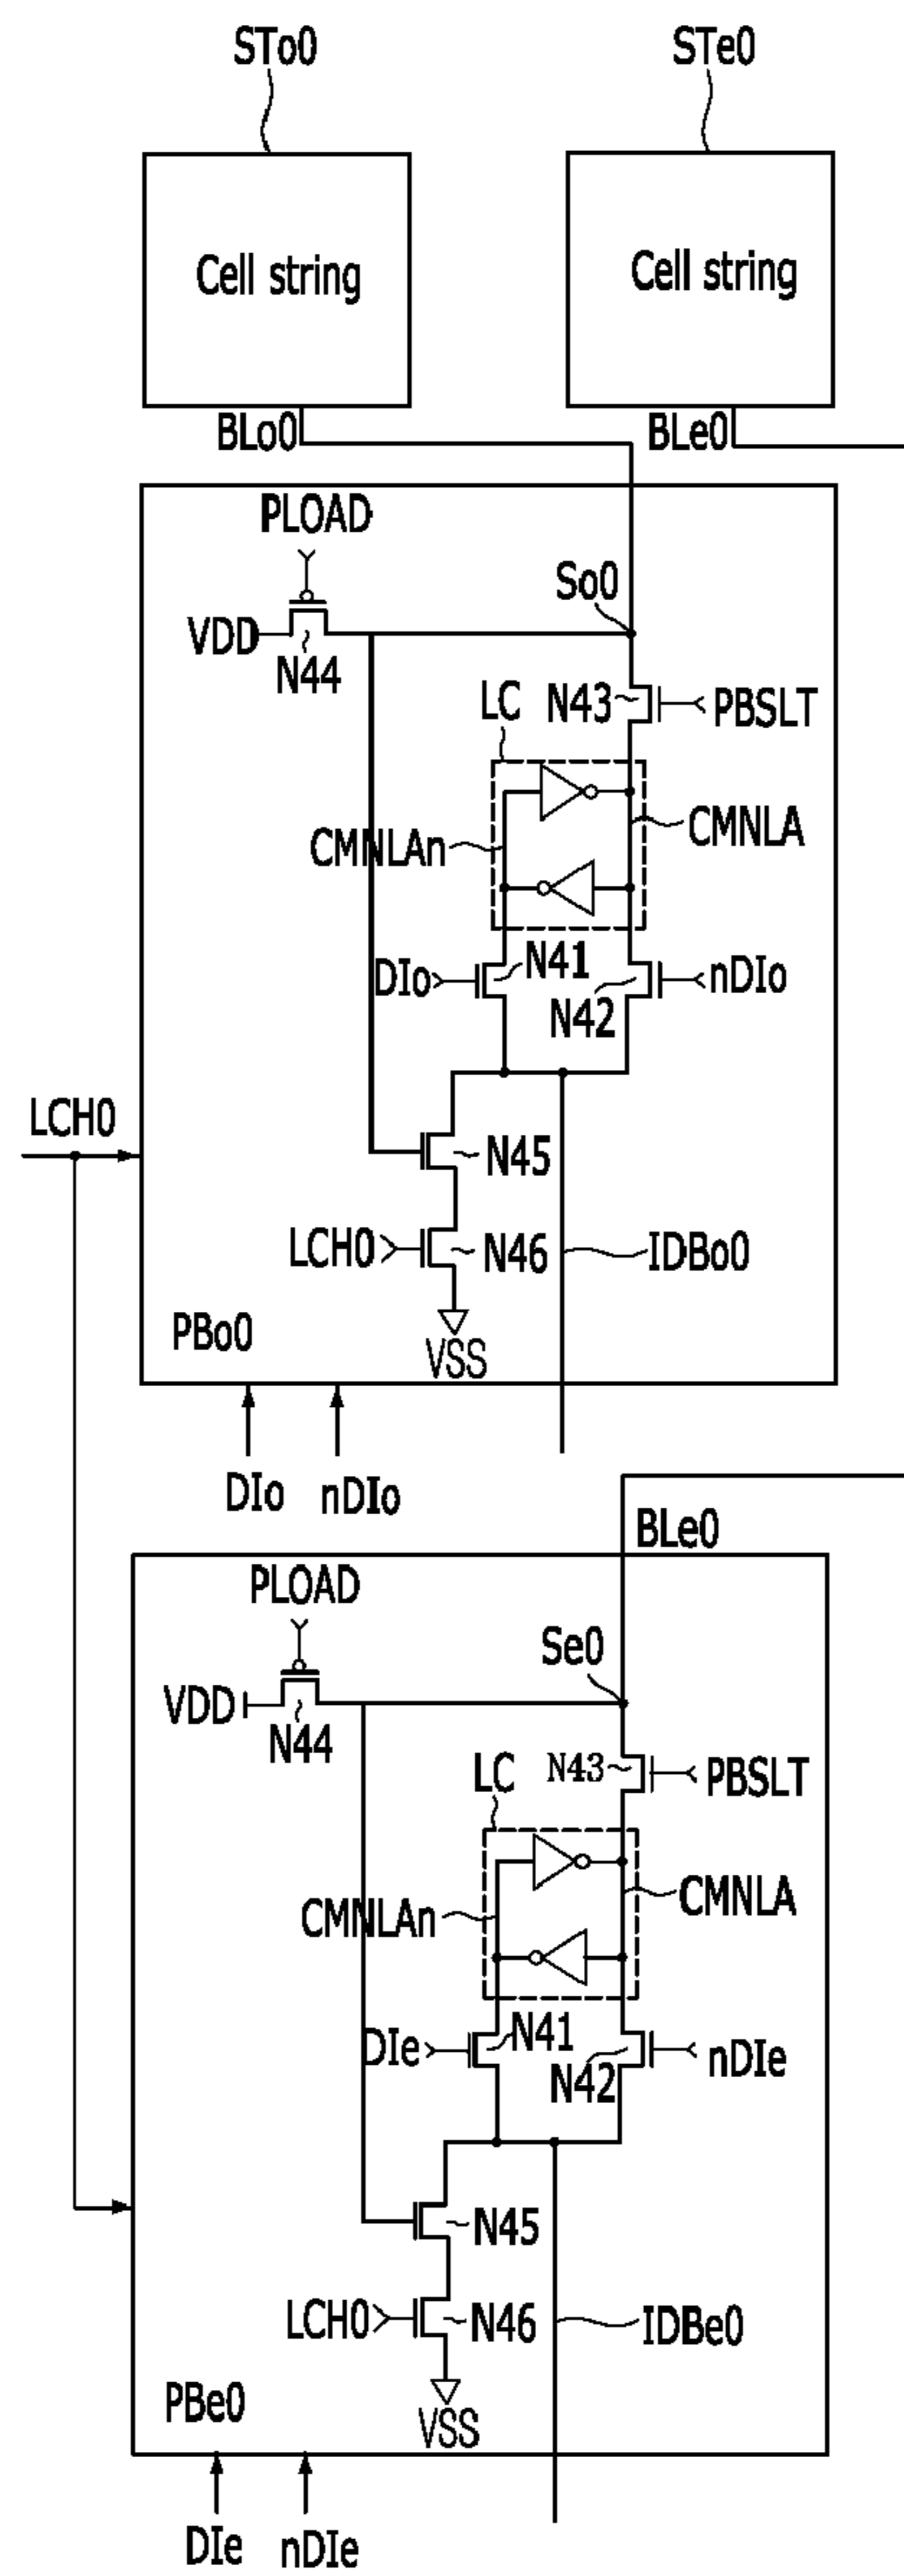 STo0
STe0
Cell string
Cell string
BLo0
BLe0
PLOAD
So0
VDD
N44
N43
PBSLT
LC
CMNLAn
CMNLA
DIo
N41
N42
nDIo
LCH0
N45
LCH0
N46
IDBo0
PBo0
VSS
DIo
nDIo
BLe0
PLOAD
Se0
VDD
N44
N43
PBSLT
LC
CMNLAn
CMNLA
DIe
N41
N42
nDIe
N45
LCH0
N46
IDBe0
PBe0
VSS
DIe
nDIe